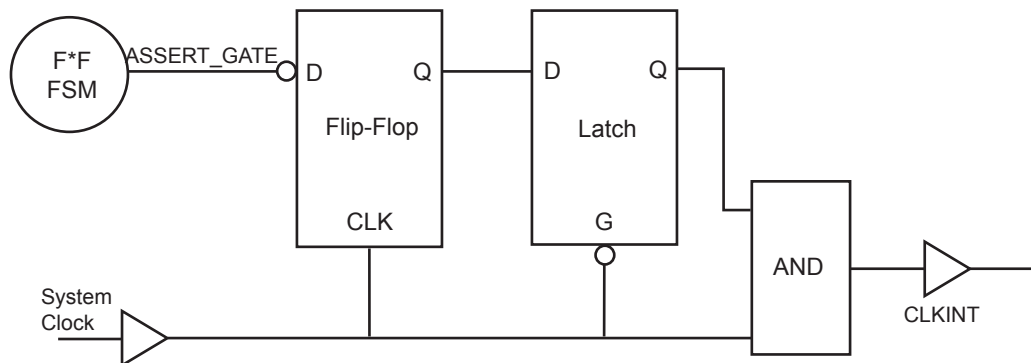 F*F
FSM
ASSERT_GATE
D
Q
Flip-Flop
CLK
D
Q
Latch
G
AND
System
Clock
CLKINT